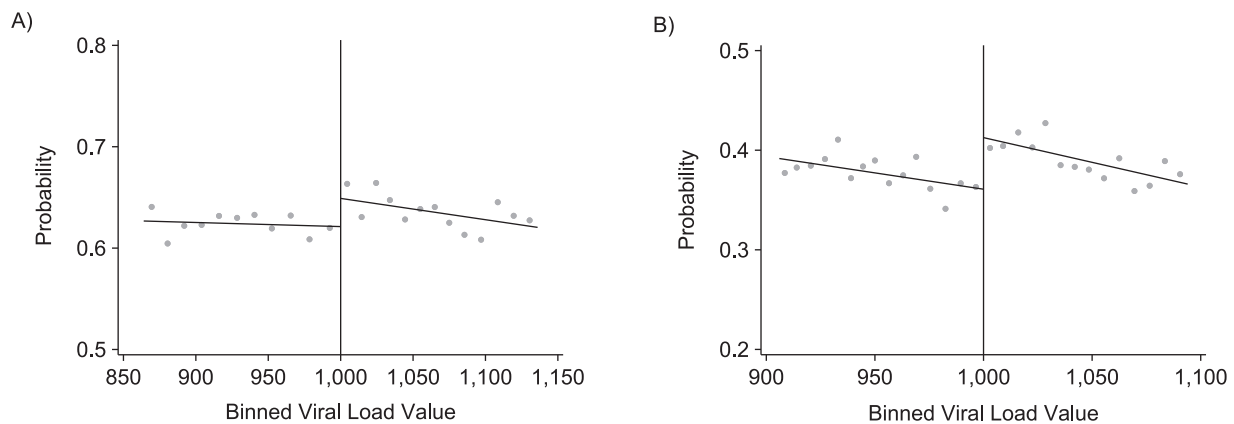 A)
0.8
0.7
0.6
0.5
Probability
850 900 950 1,000 1,050 1,100 1,150
Binned Viral Load Value
B)
0.5
0.4
0.3
0.2
Probability
900 950 1,000 1,050 1,100
Binned Viral Load Value